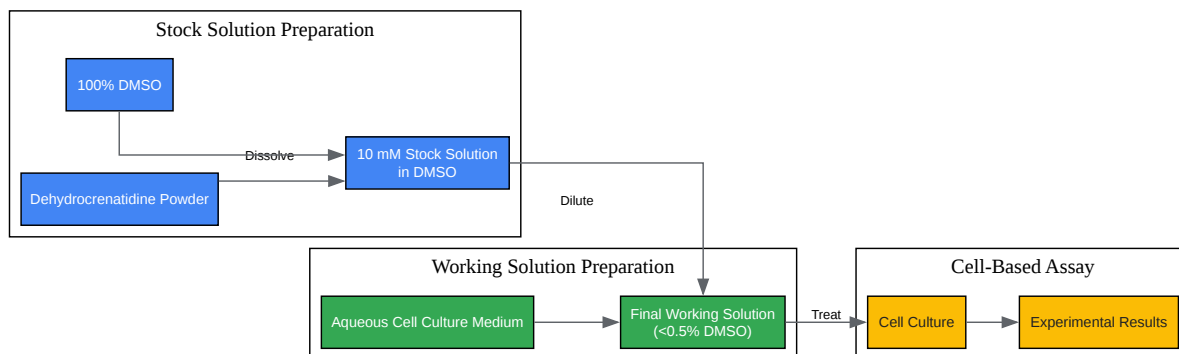 Stock Solution Preparation
100% DMSO
Dissolve
10 mM Stock Solution
in DMSO
Dehydrocrenatidine Powder
Dilute
Working Solution Preparation
Aqueous Cell Culture Medium
Final Working Solution
(<0.5% DMSO)
Treat
Cell-Based Assay
Cell Culture
Experimental Results